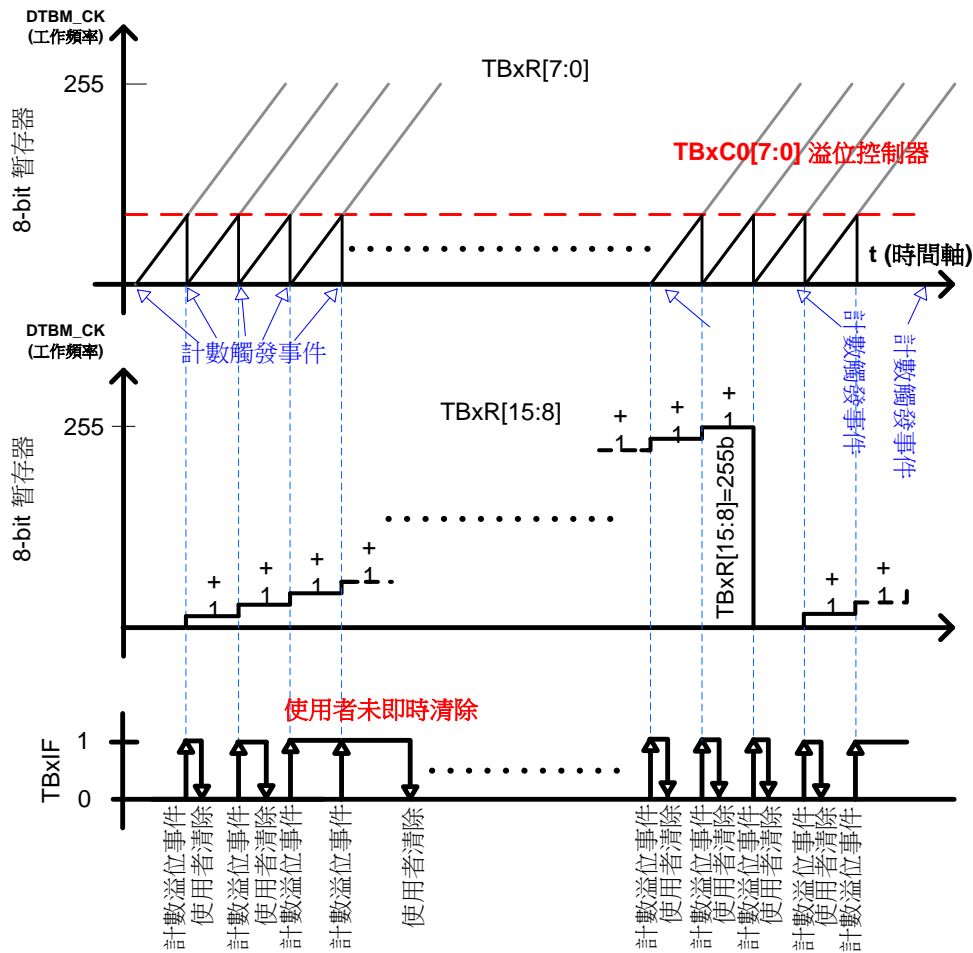 DTBM_CK
(工作頻率)
255
8-bit 暫存器
TBxR[7:0]
TBxC0[7:0] 溢位控制器
t (時間軸)
計數觸發事件
計數觸發事件
計數觸發事件
DTBM_CK
(工作頻率)
255
8-bit 暫存器
TBxR[15:8]
+
1
+
1
+
1
+
1
+
1
+
1
+
1
TBxR[15:8]=255b
+
1
+
1
使用者未即時清除
TBxIF
1
0
計數溢位事件
使用者清除
計數溢位事件
使用者清除
計數溢位事件
計數溢位事件
使用者清除
計數溢位事件
使用者清除
計數溢位事件
使用者清除
計數溢位事件
使用者清除
計數溢位事件
使用者清除
計數溢位事件